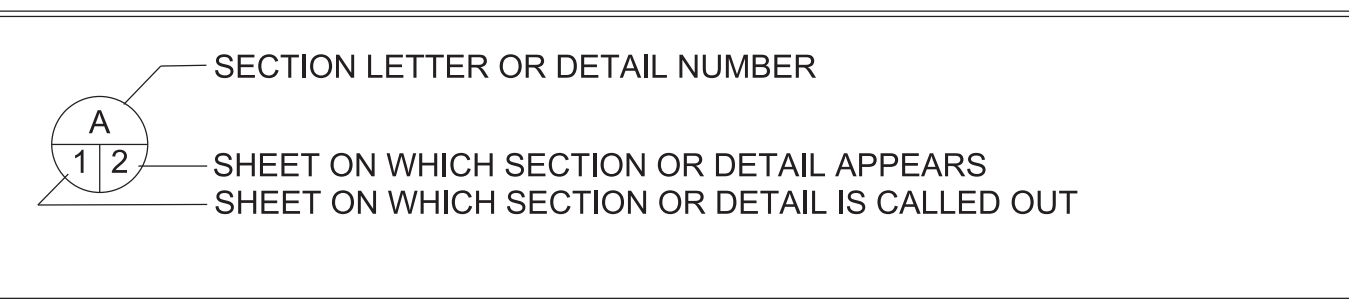 SECTION LETTER OR DETAIL NUMBER
A
1 2
SHEET ON WHICH SECTION OR DETAIL APPEARS
SHEET ON WHICH SECTION OR DETAIL IS CALLED OUT